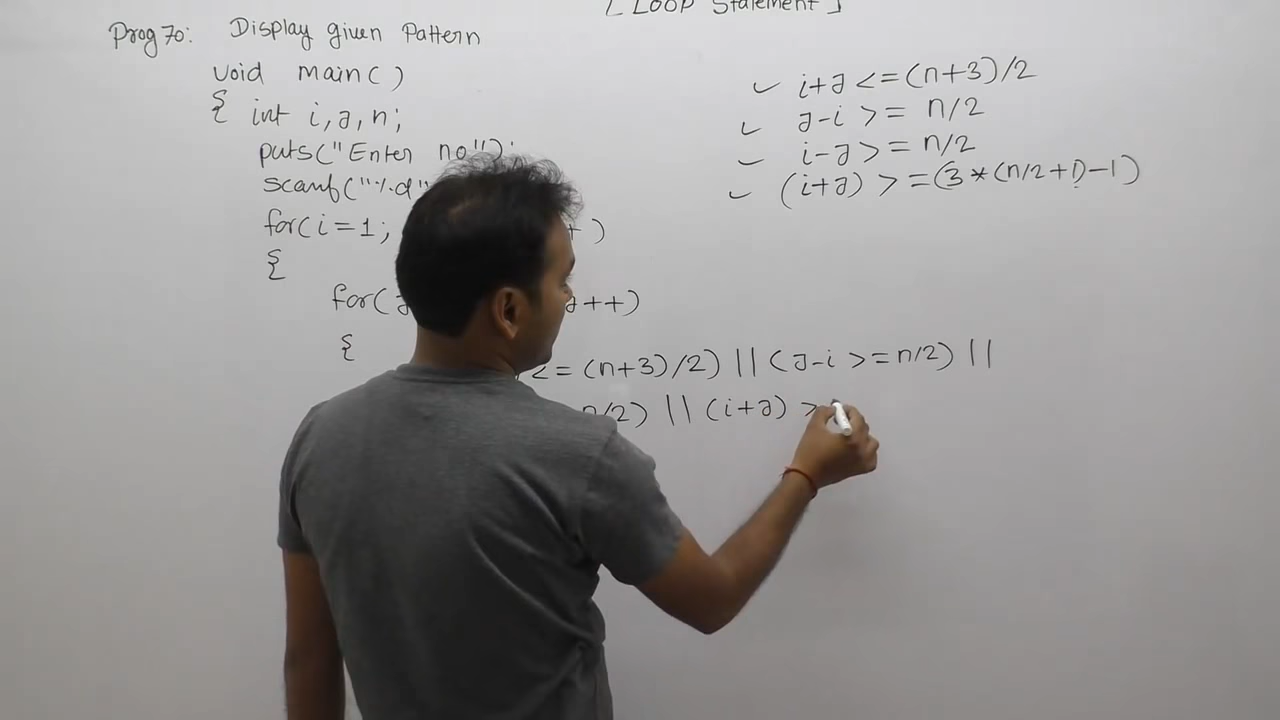 [ Loop Statement ]
Prog 70: Display given Pattern
void main()
{ int i,j,n;
puts("Enter no");
scanf("%d"
for(i=1; + )
{
for(j j++)
{
<= (n+3)/2) || (j-i >= n/2) ||
n/2) || (i+j) >
i+j <= (n+3)/2
j-i >= n/2
i-j >= n/2
(i+j) >= (3*(n/2+1)-1)